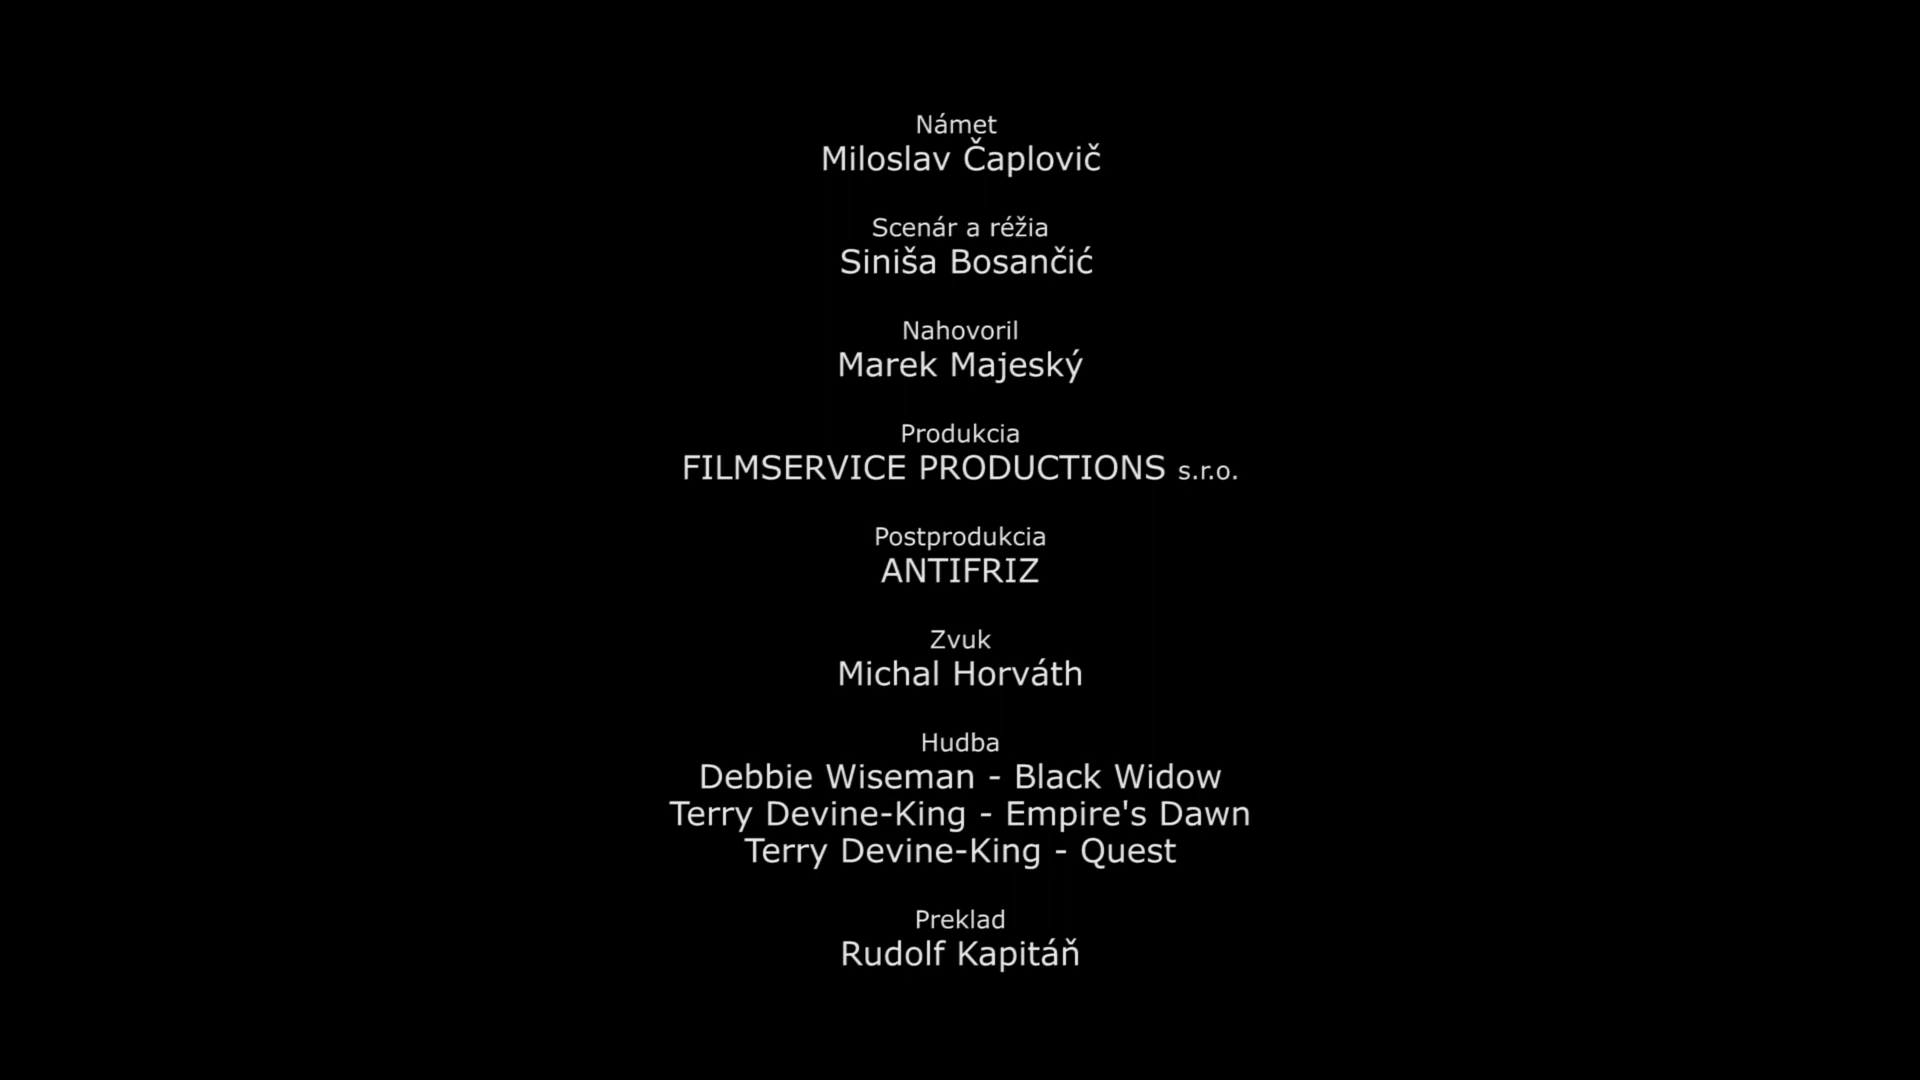 Námet
Miloslav Čaplovič
Scenár a réžia
Siniša Bosančić
Nahovoril
Marek Majeský
Produkcia
FILMSERVICE PRODUCTIONS s.r.o.
Postprodukcia
ANTIFRIZ
Zvuk
Michal Horváth
Hudba
Debbie Wiseman - Black Widow
Terry Devine-King - Empire's Dawn
Terry Devine-King - Quest
Preklad
Rudolf Kapitáň